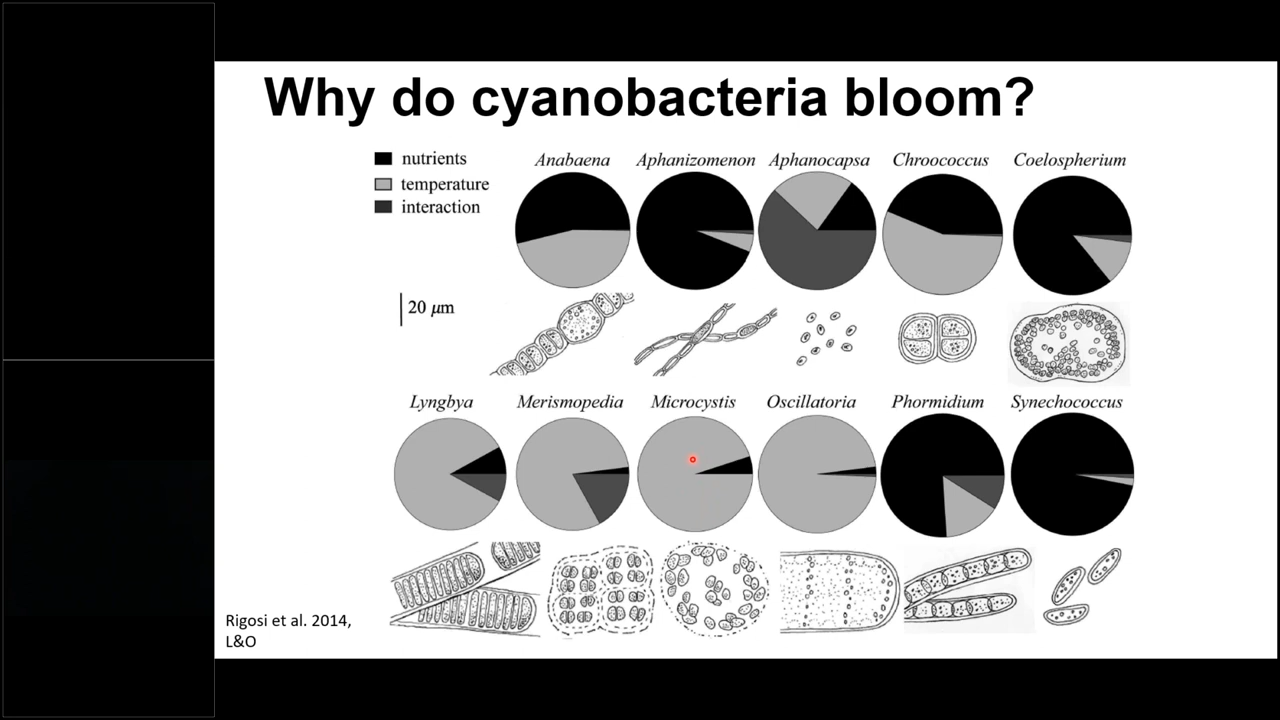 Why do cyanobacteria bloom?
nutrients
temperature
interaction
Anabaena Aphanizomenon Aphanocapsa Chroococcus Coelospherium
20 μm
Lyngbya Merismopedia Microcystis Oscillatoria Phormidium Synechococcus
Rigosi et al. 2014,
L&O